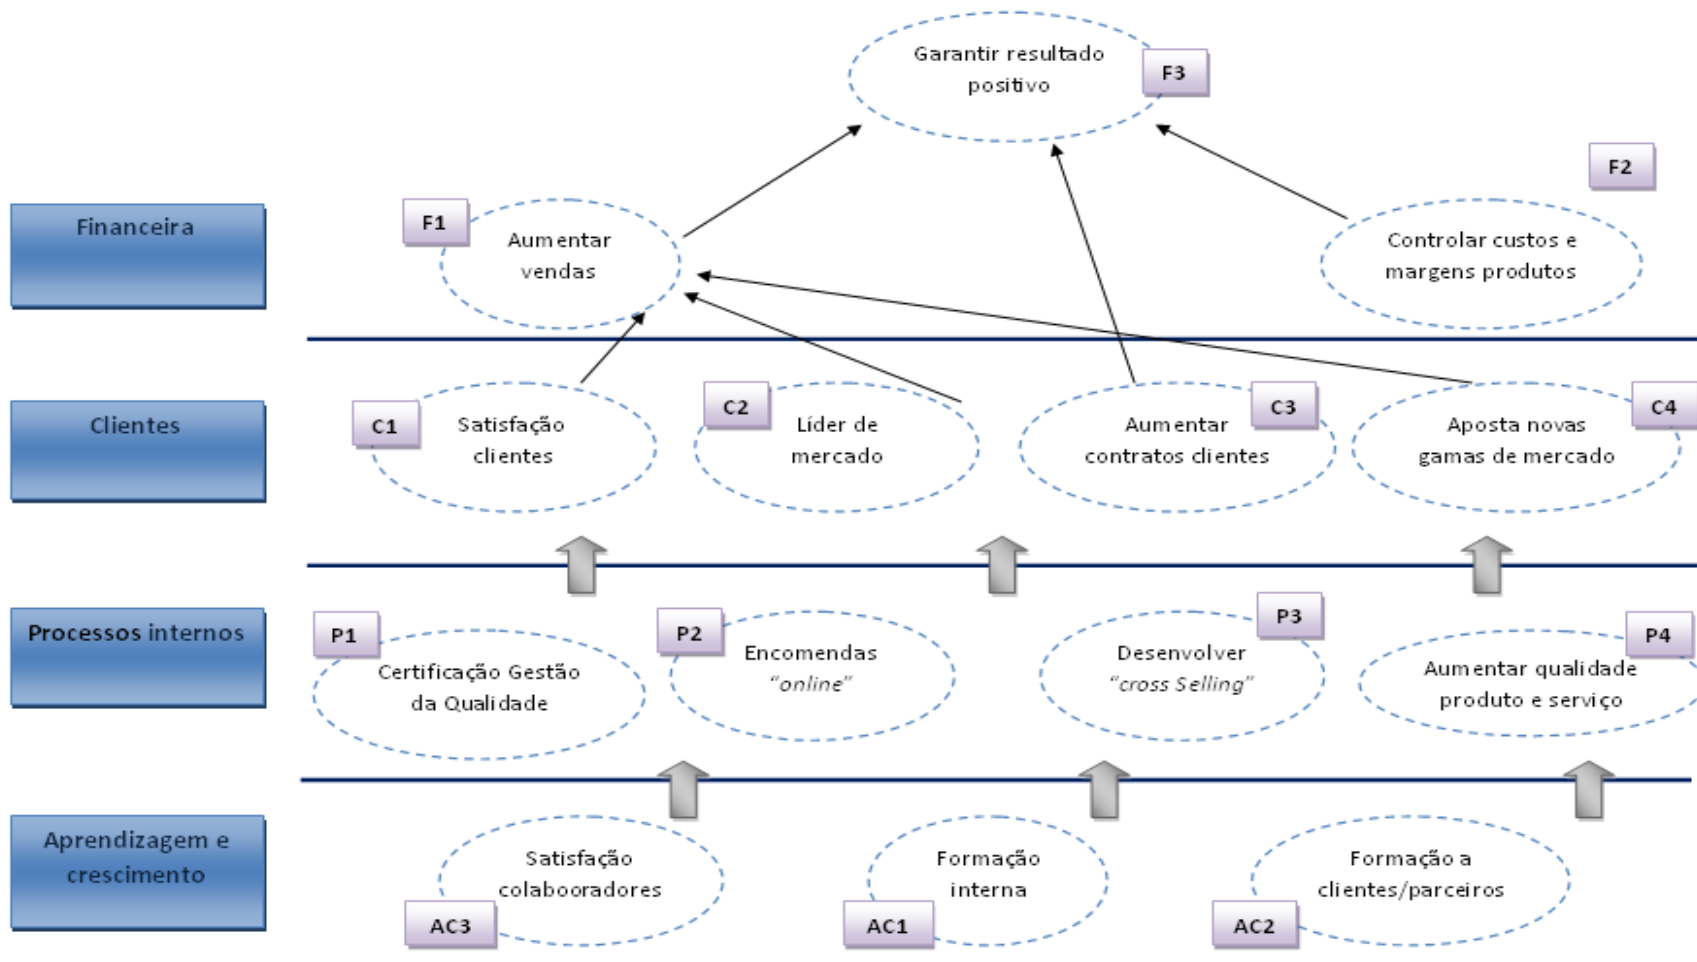 Garantir resultado
positivo
F3
F2
Financeira
F1
Aumentar
vendas
Controlar custos e
margens produtos
Clientes
C1
Satisfação
clientes
C2
Líder de
mercado
C3
Aumentar
contratos clientes
C4
Aposta novas
gamas de mercado
Processos internos
P1
Certificação Gestão
da Qualidade
P2
Encomendas
“online”
P3
Desenvolver
“cross Selling”
P4
Aumentar qualidade
produto e serviço
Aprendizagem e
crescimento
Satisfação
colabooradores
AC3
Formação
interna
AC1
Formação a
clientes/parceiros
AC2